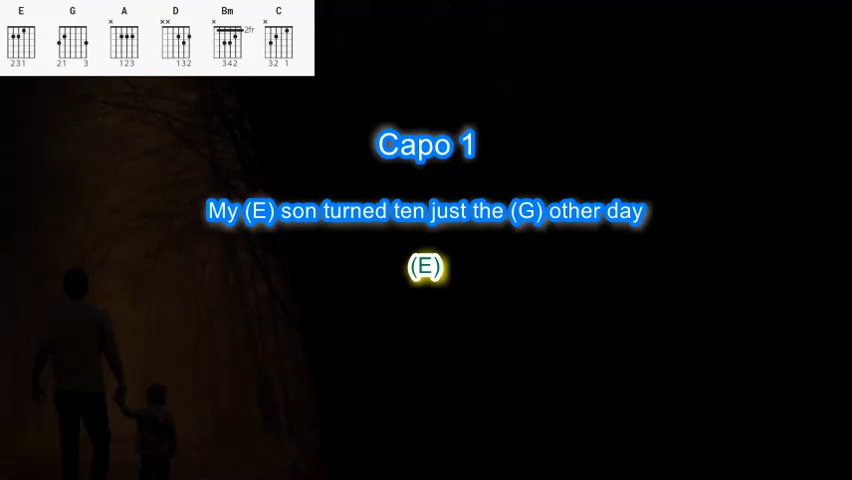 E G A D Bm C
× ×× × ×
2fr
231 21 3 123 132 342 32 1
Capo 1
My (E) son turned ten just the (G) other day
(E)